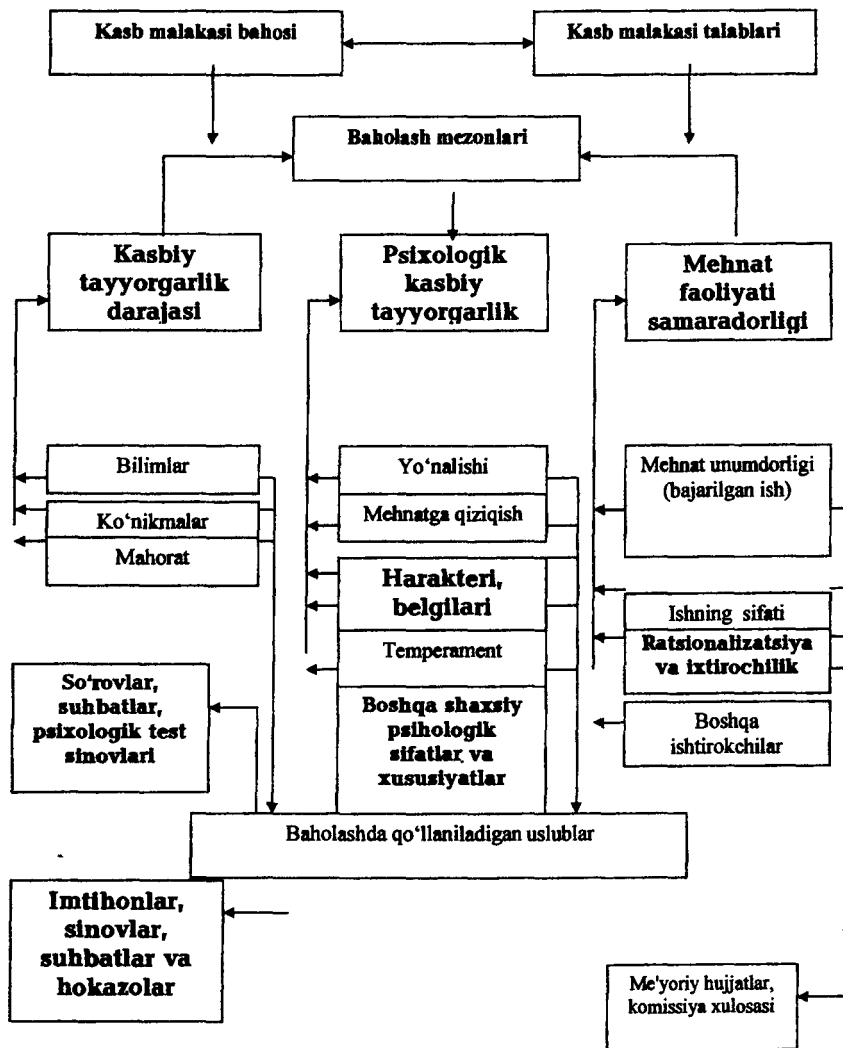 Kasb malakasi bahosi
Kasb malakasi talablari
Baholash mezonlari
Kasbiy
tayyorgarlik
darajasi
Psixologik
kasbiy
tayyorgarlik
Mehnat
faoliyati
samaradorligi
Bilimlar
Ko‘nikmalar
Mahorat
Yo‘nalishi
Mehnatga qiziqish
Harakteri,
belgilari
Temperament
Boshqa shaxsiy
psihologik
sifatlar va
xususiyatlar
Mehnat unumdorligi
(bajarilgan ish)
Ishning sifati
Ratsionalizatsiya
va ixtirochilik
Boshqa
ishtirokchilar
So‘rovlar,
suhbatlar,
psixologik test
sinovlari
Baholashda qo‘llaniladigan uslublar
Imtihonlar,
sinovlar,
suhbatlar va
hokazolar
Me'yoriy hujjatlar,
komissiya xulosasi